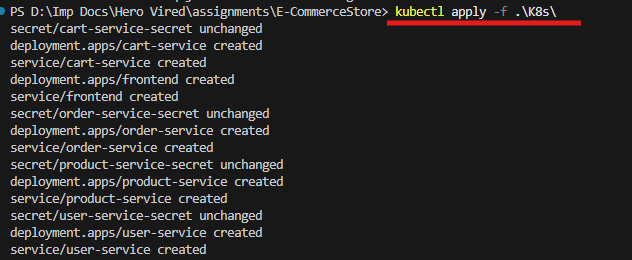 PS D:\Imp Docs\Hero Vired\assignments\E-CommerceStore> kubectl apply -f .\K8s\
secret/cart-service-secret unchanged
deployment.apps/cart-service created
service/cart-service created
deployment.apps/frontend created
service/frontend created
secret/order-service-secret unchanged
deployment.apps/order-service created
service/order-service created
secret/product-service-secret unchanged
deployment.apps/product-service created
service/product-service created
secret/user-service-secret unchanged
deployment.apps/user-service created
service/user-service created